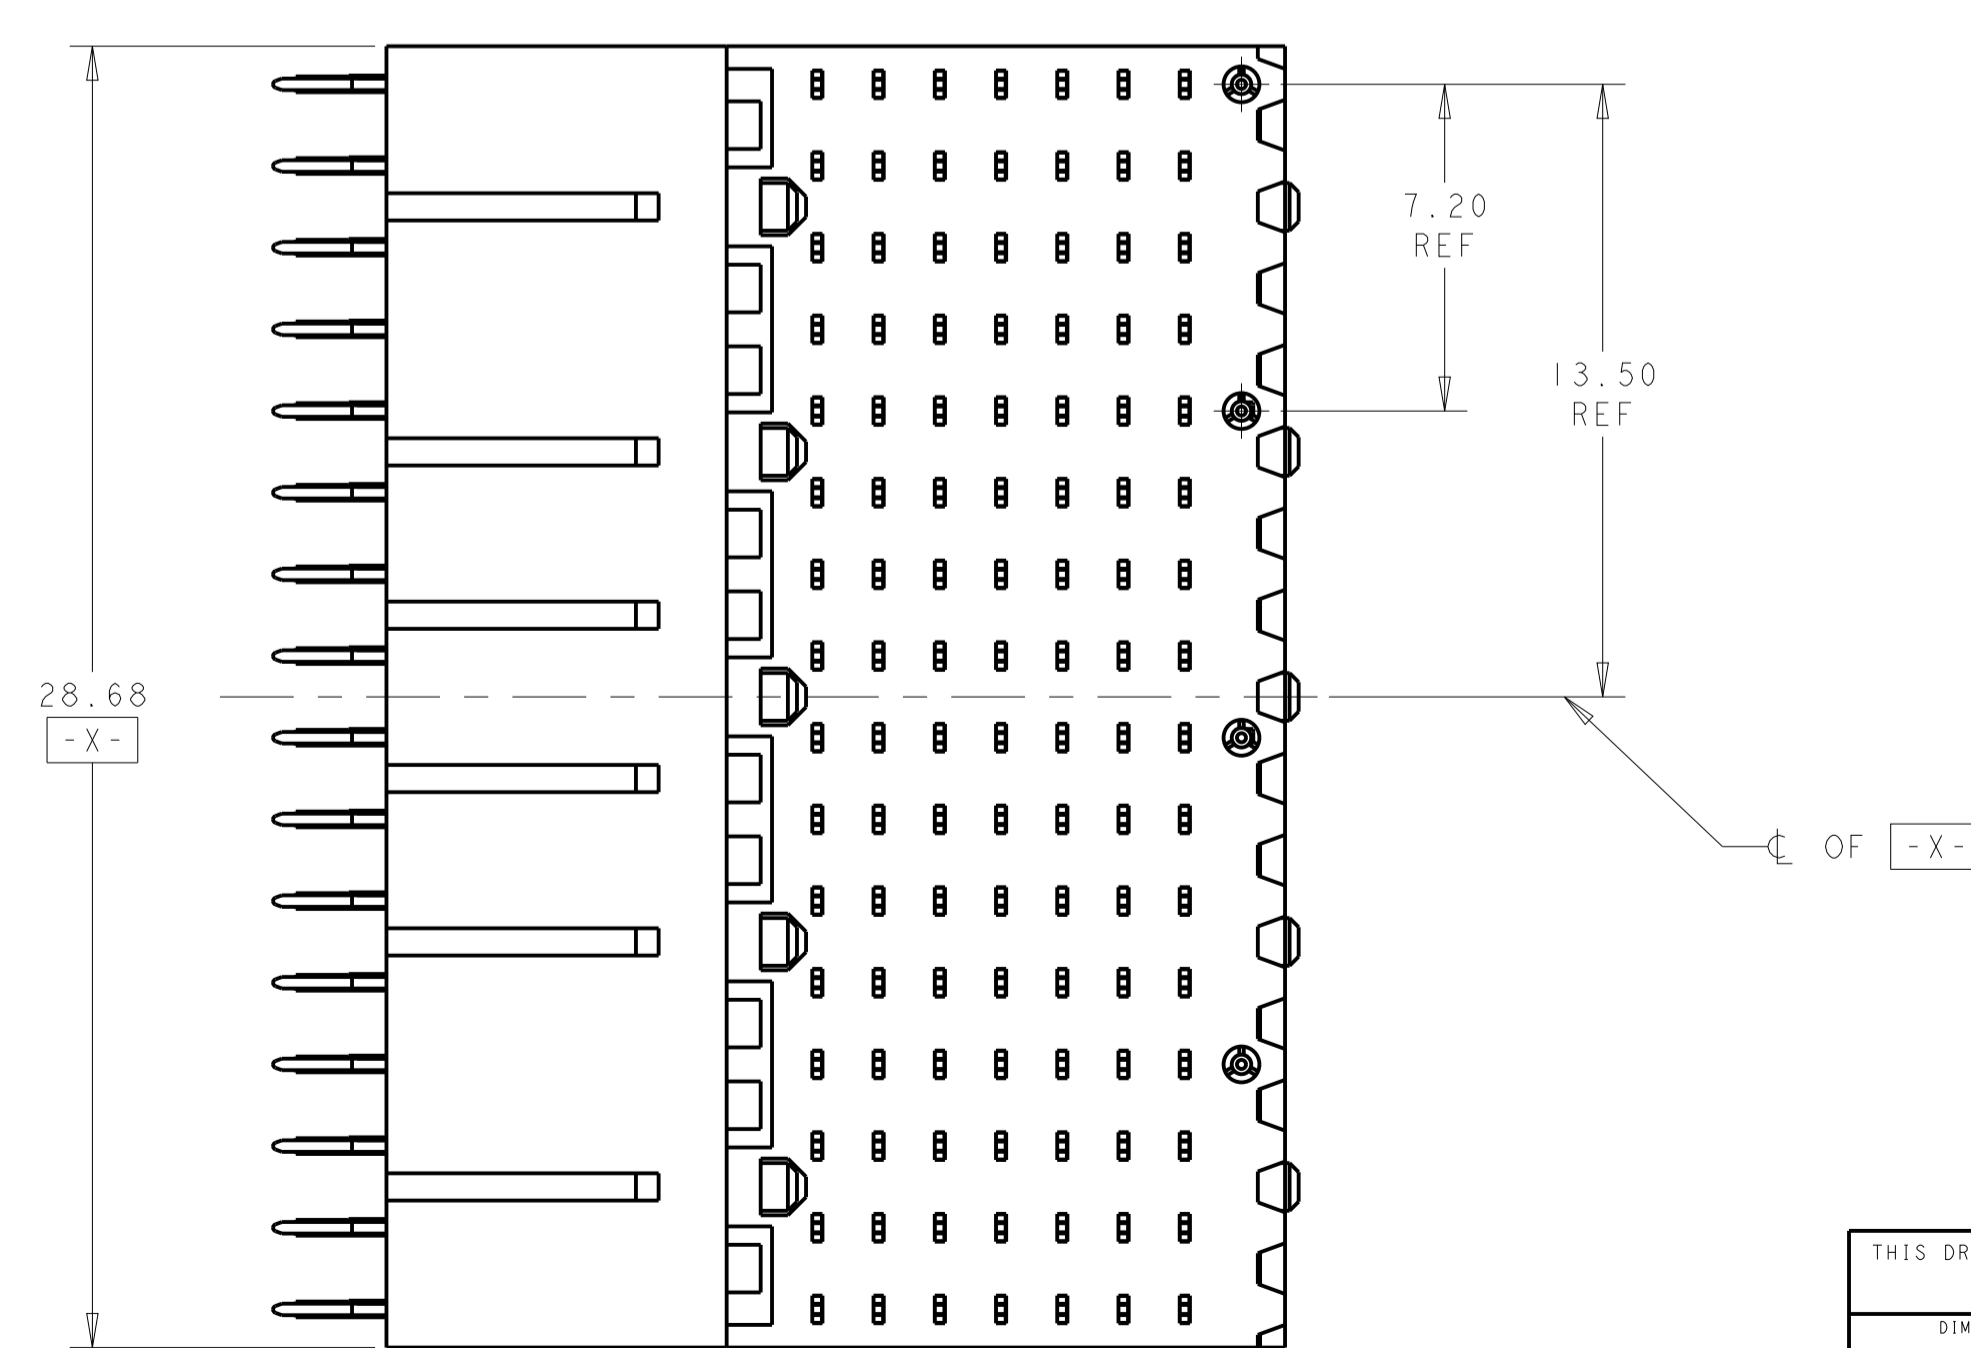 7.20
REF
13.50
REF
28.68
-X-
℄ OF -X-
THIS DR
DIM